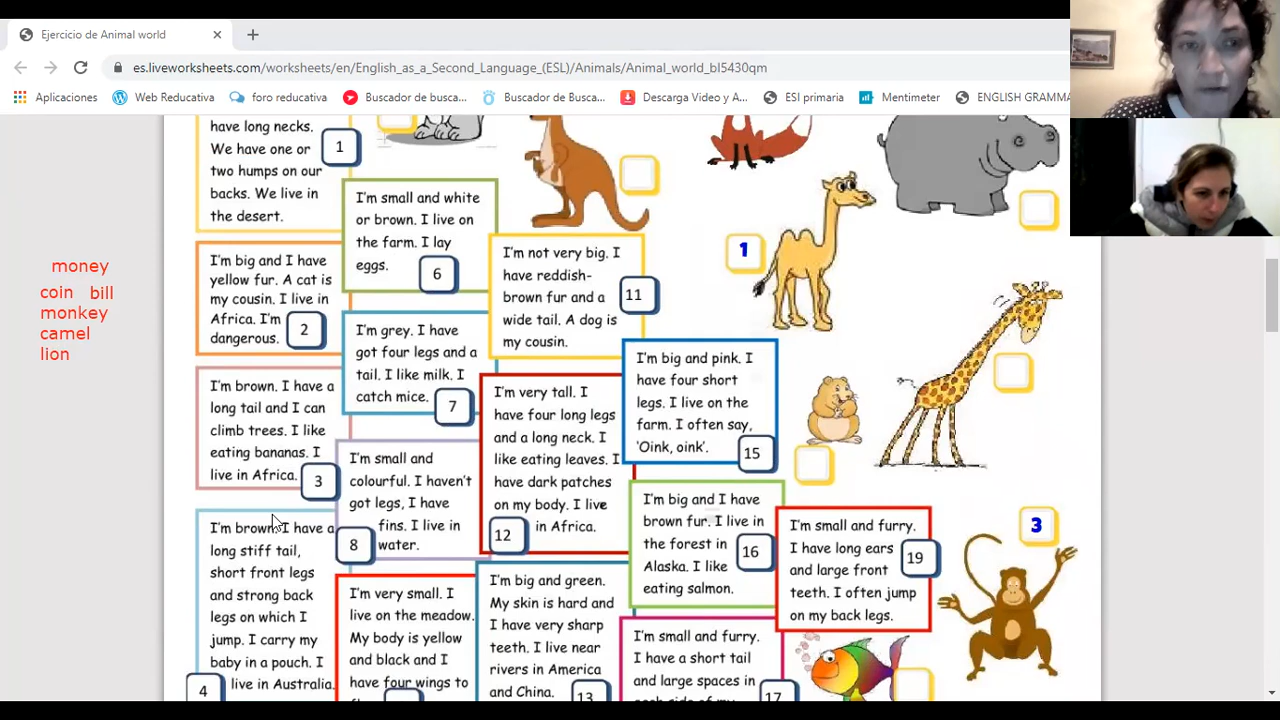 Ejercicio de Animal world
es.liveworksheets.com/worksheets/en/English_as_a_Second_Language_(ESL)/Animals/Animal_world_bl5430qm
Aplicaciones
Web Reducativa
foro reducativa
Buscador de busca...
Buscador de Busca...
Descarga Video y A...
ESI primaria
Mentimeter
ENGLISH GRAMMA
money
coin bill
monkey
camel
lion
have long necks.
We have one or
two humps on our
backs. We live in
the desert.
1
I'm big and I have
yellow fur. A cat is
my cousin. I live in
Africa. I'm
dangerous.
2
I'm brown. I have a
long tail and I can
climb trees. I like
eating bananas. I
live in Africa.
3
I'm brown. I have a
long stiff tail,
short front legs
and strong back
legs on which I
jump. I carry my
baby in a pouch. I
live in Australia.
4
I'm small and white
or brown. I live on
the farm. I lay
eggs.
6
I'm grey. I have
got four legs and a
tail. I like milk. I
catch mice.
7
I'm small and
colourful. I haven't
got legs, I have
fins. I live in
water.
8
I'm very small. I
live on the meadow.
My body is yellow
and black and I
have four wings to
I'm not very big. I
have reddish-
brown fur and a
wide tail. A dog is
my cousin.
11
I'm very tall. I
have four long legs
and a long neck. I
like eating leaves. I
have dark patches
on my body. I live
in Africa.
12
I'm big and green.
My skin is hard and
I have very sharp
teeth. I live near
rivers in America
and China.
13
I'm big and pink. I
have four short
legs. I live on the
farm. I often say,
'Oink, oink'.
15
I'm big and I have
brown fur. I live in
the forest in
Alaska. I like
eating salmon.
16
I'm small and furry.
I have a short tail
and large spaces in
17
I'm small and furry.
I have long ears
and large front
teeth. I often jump
on my back legs.
19
1
3